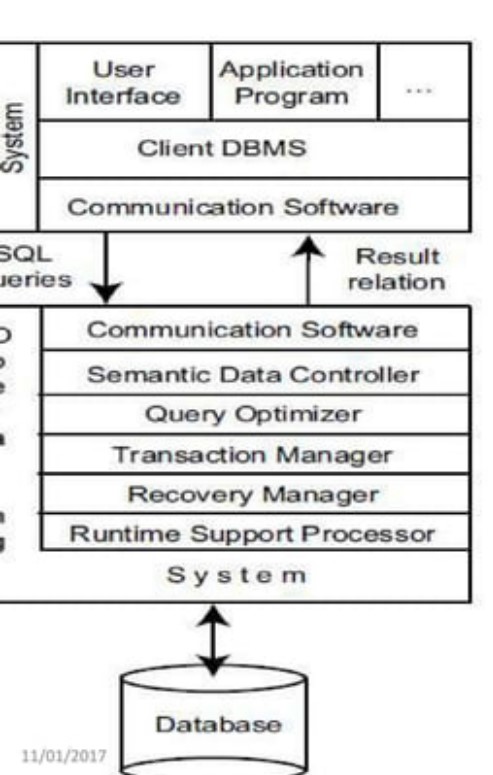 System
User
Interface
Application
Program
...
Client DBMS
Communication Software
SQL
Result
relation
Communication Software
Semantic Data Controller
Query Optimizer
Transaction Manager
Recovery Manager
Runtime Support Processor
System
Database
11/01/2017